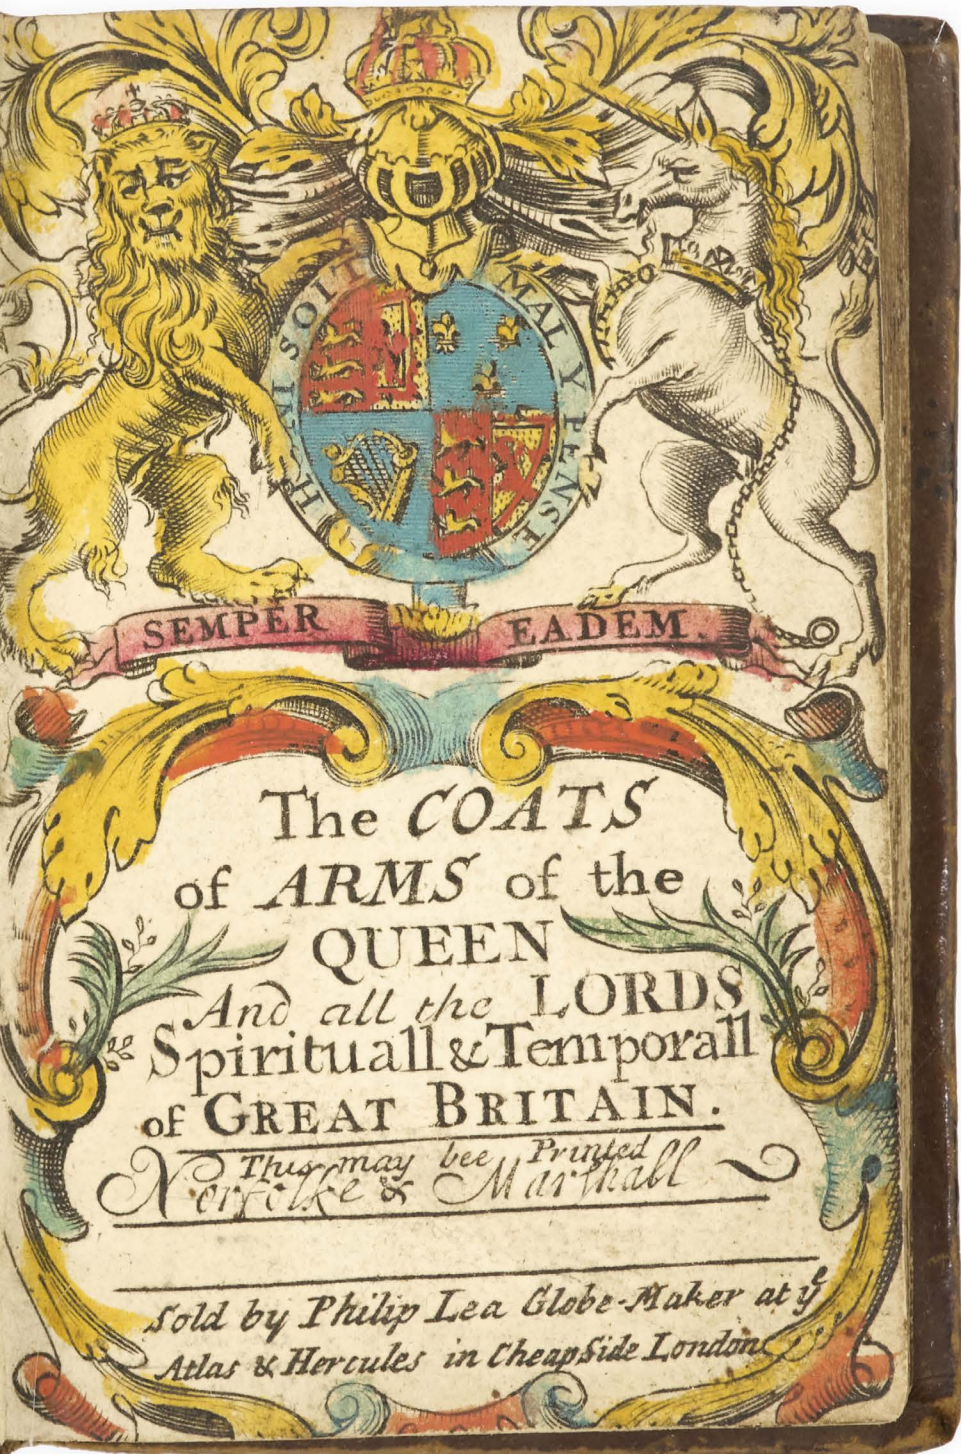 HONI SOIT
MAL Y PENSE
SEMPER EADEM.
The COATS
of ARMS of the
QUEEN
And all the LORDS
Spirituall & Temporall
of GREAT BRITAIN.
This may bee Printed
Norfolke & Marshall
Sold by Philip Lea Globe-Maker at yᵉ
Atlas & Hercules in CheapSide London